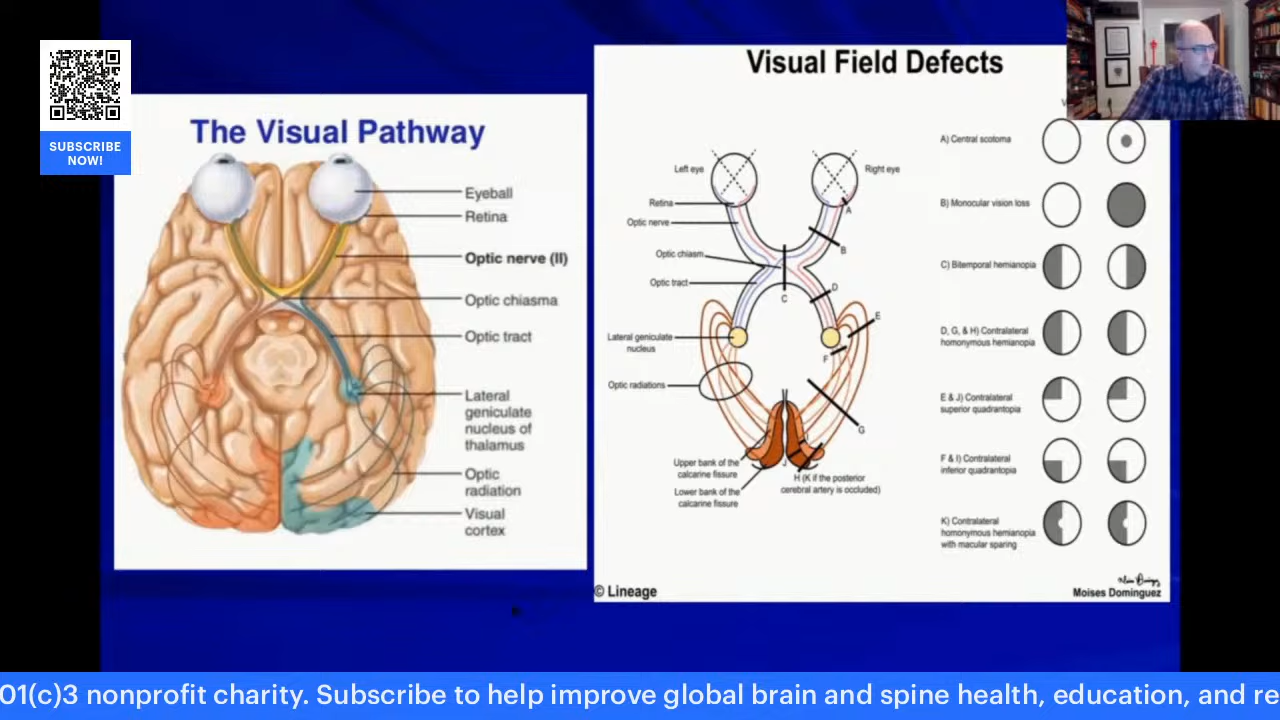 SUBSCRIBE
NOW!
The Visual Pathway
Eyeball
Retina
Optic nerve (II)
Optic chiasma
Optic tract
Lateral
geniculate
nucleus of
thalamus
Optic
radiation
Visual
cortex
Visual Field Defects
Left eye
Right eye
Retina
Optic nerve
Optic chiasm
Optic tract
Lateral geniculate
nucleus
Optic radiations
Upper bank of the
calcarine fissure
Lower bank of the
calcarine fissure
A
B
C
D
E
F
G
H (K if the posterior
cerebral artery is occluded)
A) Central scotoma
B) Monocular vision loss
C) Bitemporal hemianopia
D, G, & H) Contralateral
homonymous hemianopia
E & J) Contralateral
superior quadrantopia
F & I) Contralateral
inferior quadrantopia
K) Contralateral
homonymous hemianopia
with macular sparing
© Lineage
Moises Dominguez
01(c)3 nonprofit charity. Subscribe to help improve global brain and spine health, education, and re